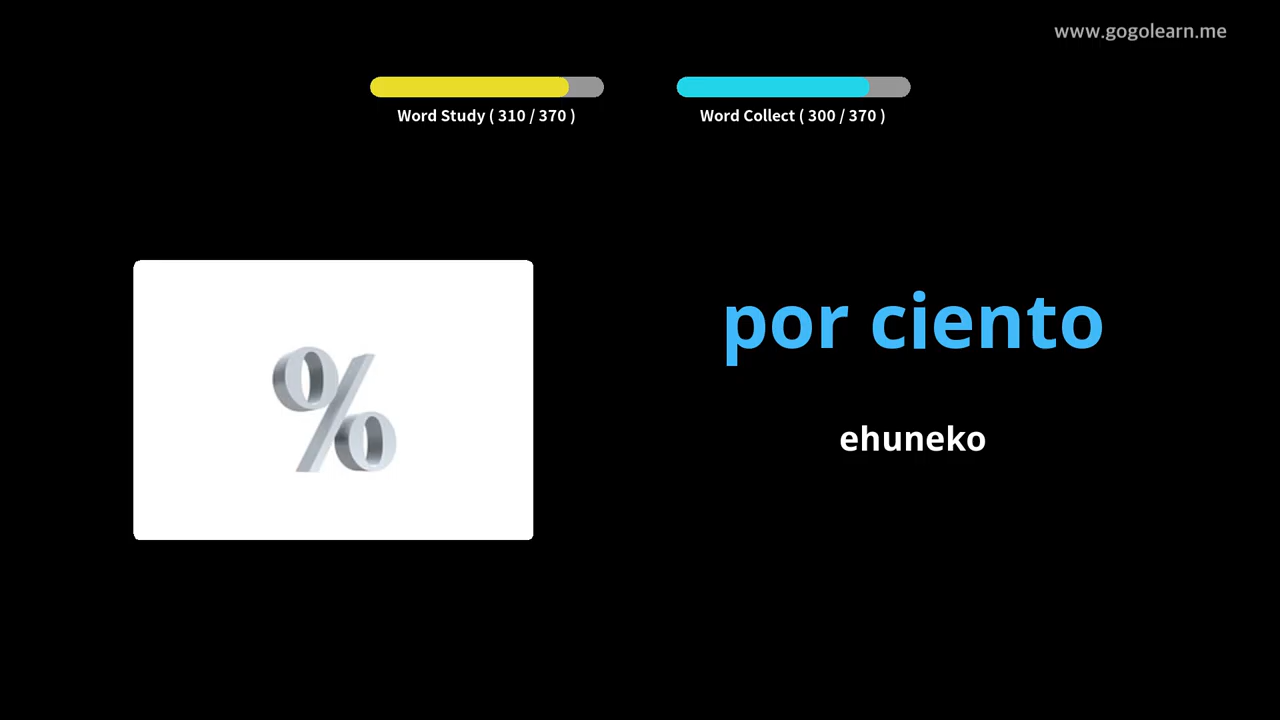 www.gogolearn.me
Word Study ( 310 / 370 )
Word Collect ( 300 / 370 )
%
por ciento
ehuneko